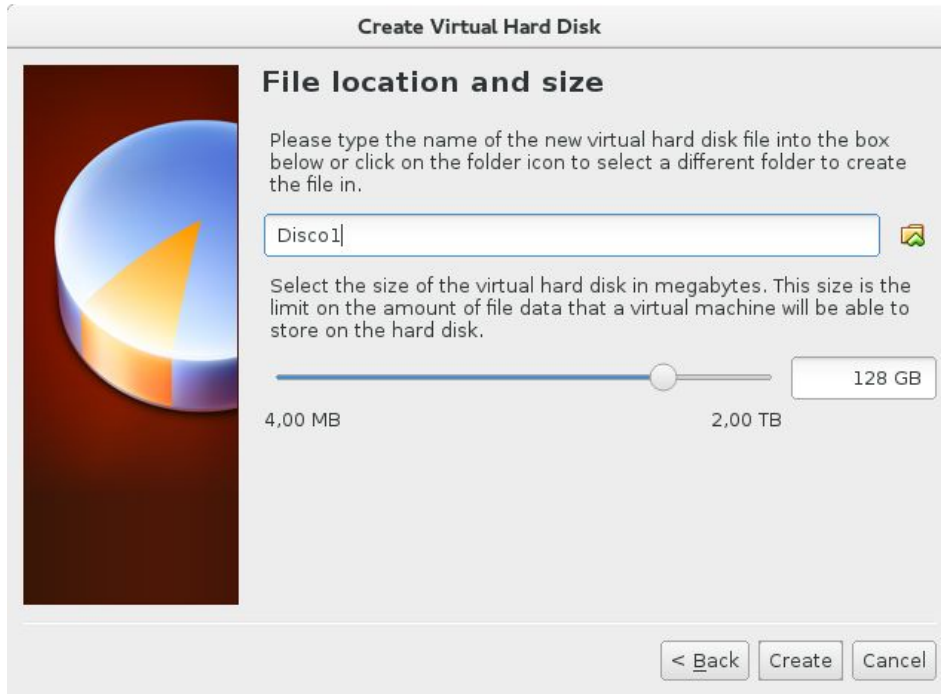 Create Virtual Hard Disk
File location and size
Please type the name of the new virtual hard disk file into the box
below or click on the folder icon to select a different folder to create
the file in.
Disco1
Select the size of the virtual hard disk in megabytes. This size is the
limit on the amount of file data that a virtual machine will be able to
store on the hard disk.
128 GB
4,00 MB 2,00 TB
< Back Create Cancel